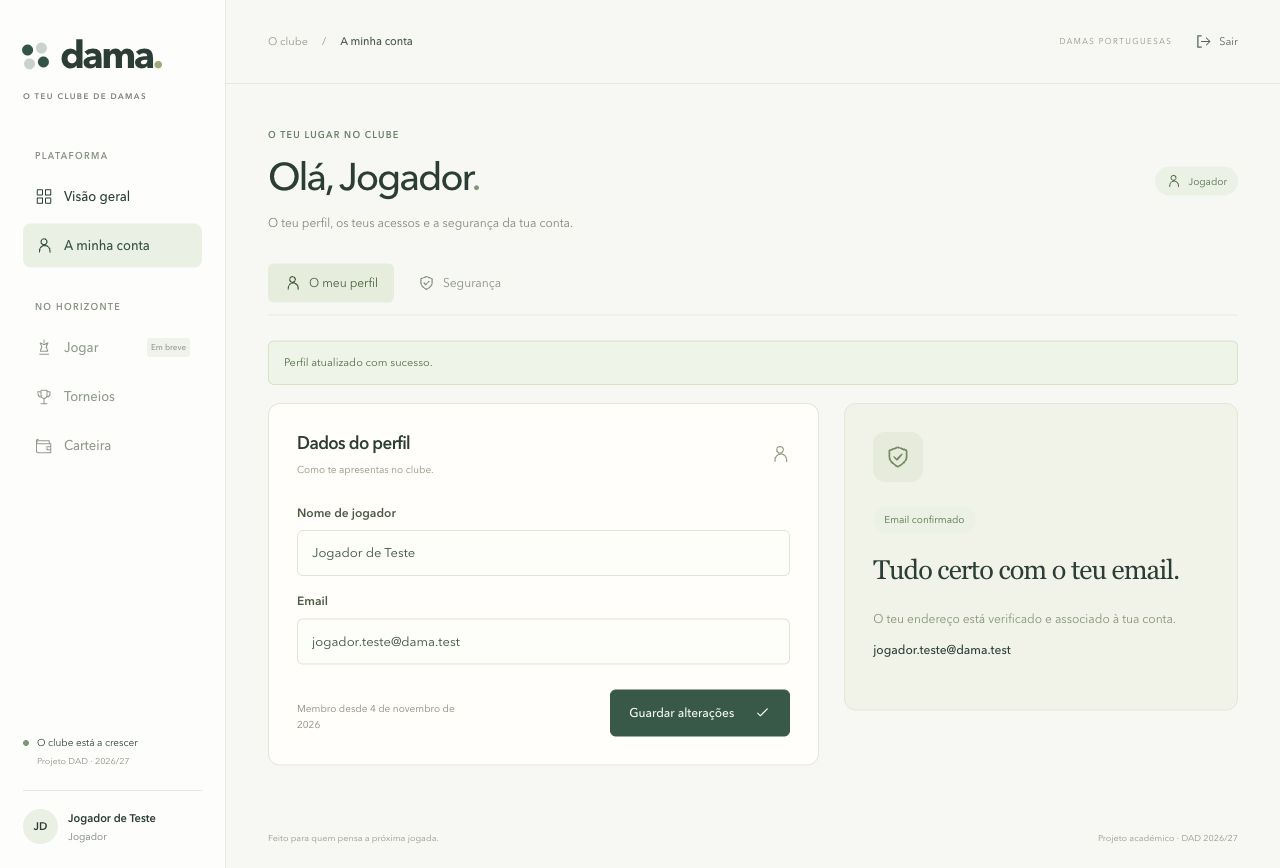 dama.
O TEU CLUBE DE DAMAS
PLATAFORMA
Visão geral
A minha conta
NO HORIZONTE
Jogar
Em breve
Torneios
Carteira
O clube está a crescer
Projeto DAD · 2026/27
JD
Jogador de Teste
Jogador
O clube / A minha conta
DAMAS PORTUGUESAS
Sair
O TEU LUGAR NO CLUBE
Olá, Jogador.
O teu perfil, os teus acessos e a segurança da tua conta.
Jogador
O meu perfil
Segurança
Perfil atualizado com sucesso.
Dados do perfil
Como te apresentas no clube.
Nome de jogador
Jogador de Teste
Email
jogador.teste@dama.test
Membro desde 4 de novembro de
2026
Guardar alterações
Email confirmado
Tudo certo com o teu email.
O teu endereço está verificado e associado à tua conta.
jogador.teste@dama.test
Feito para quem pensa a próxima jogada.
Projeto académico · DAD 2026/27